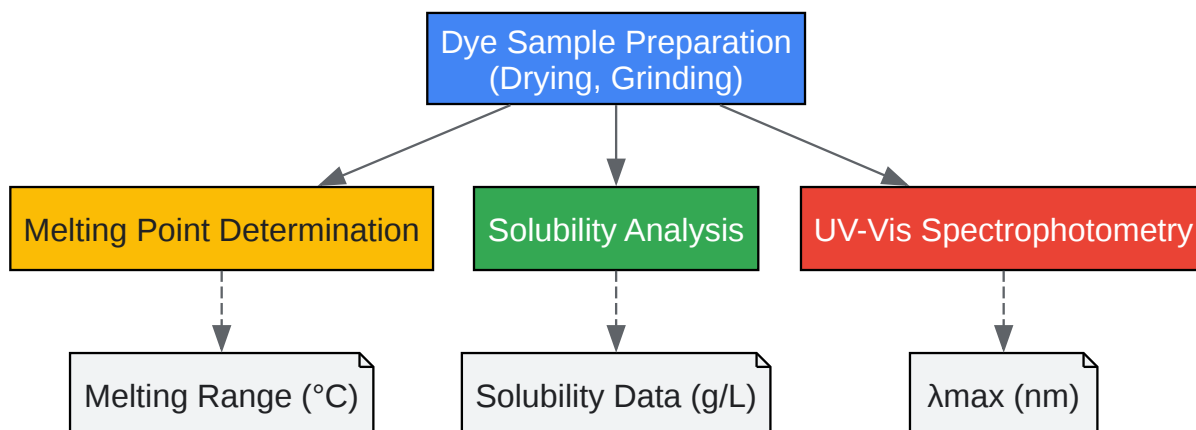 Dye Sample Preparation
(Drying, Grinding)
Melting Point Determination
Solubility Analysis
UV-Vis Spectrophotometry
Melting Range (°C)
Solubility Data (g/L)
λmax (nm)